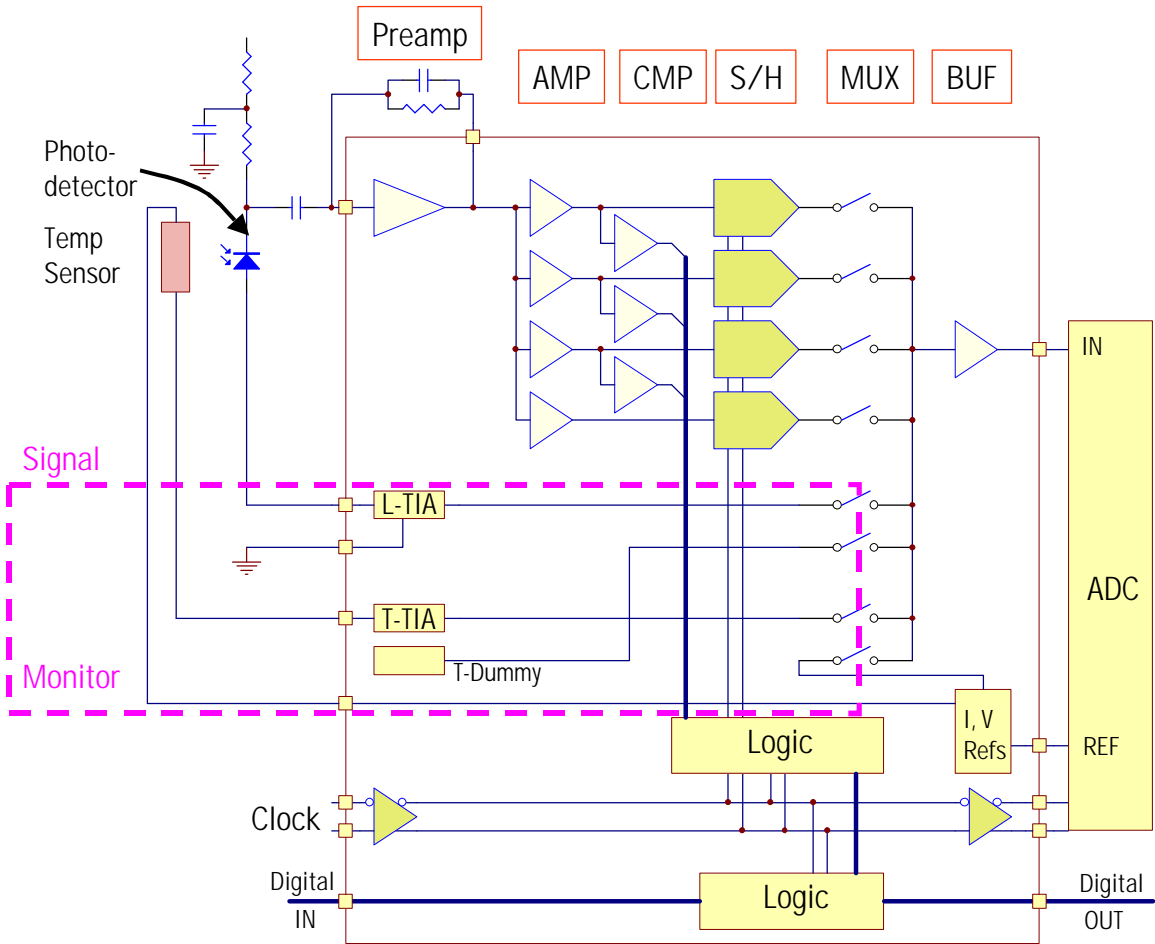 Preamp
AMP
CMP
S/H
MUX
BUF
Photo-
detector
Temp
Sensor
IN
Signal
L-TIA
ADC
T-TIA
T-Dummy
Monitor
I, V
Refs
REF
Logic
Clock
Digital
IN
Logic
Digital
OUT